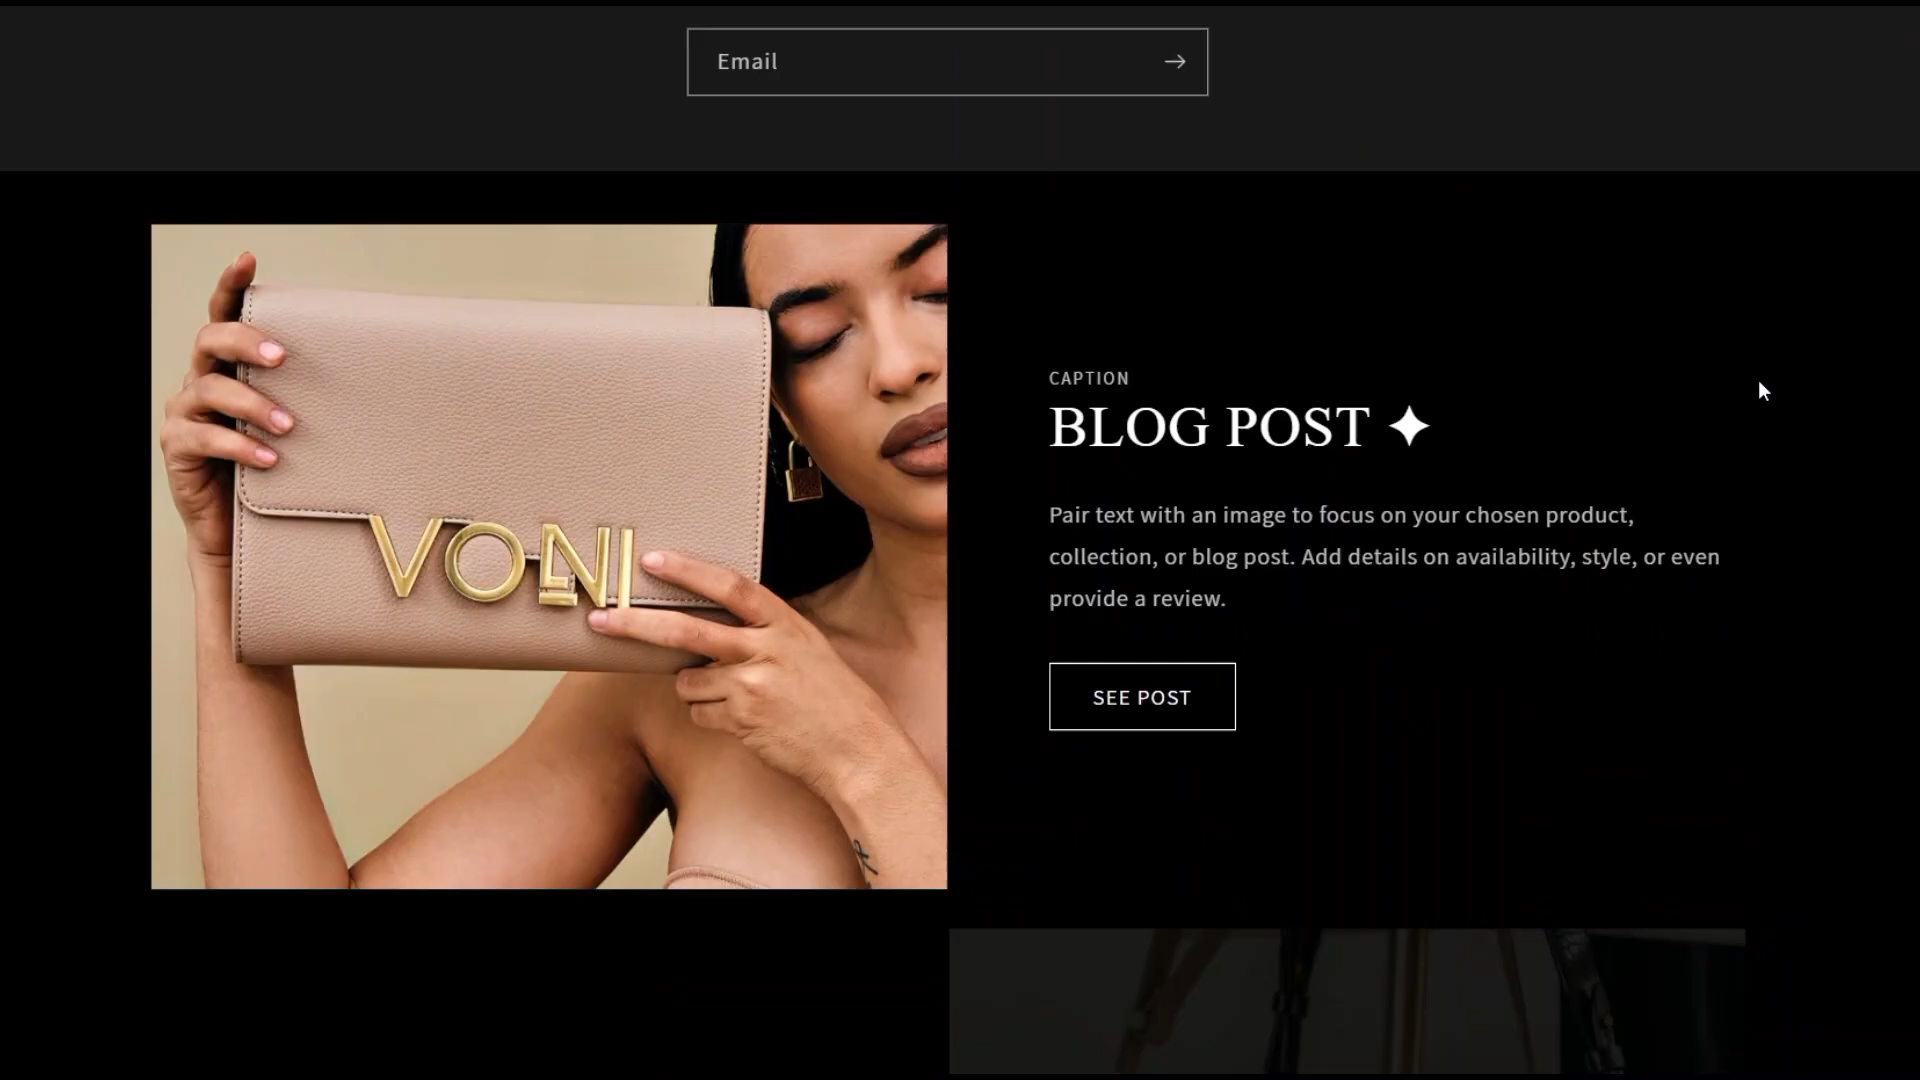 Email
VONI
CAPTION
BLOG POST
Pair text with an image to focus on your chosen product,
collection, or blog post. Add details on availability, style, or even
provide a review.
SEE POST